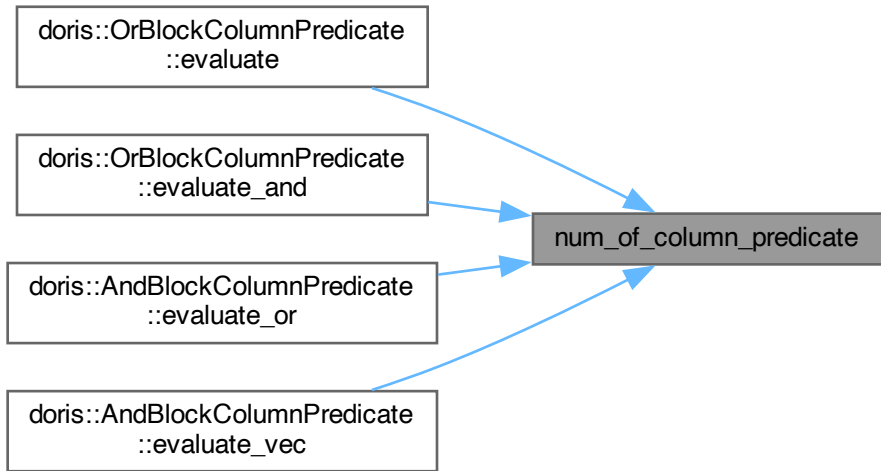 doris::OrBlockColumnPredicate
::evaluate
doris::OrBlockColumnPredicate
::evaluate_and
num_of_column_predicate
doris::AndBlockColumnPredicate
::evaluate_or
doris::AndBlockColumnPredicate
::evaluate_vec